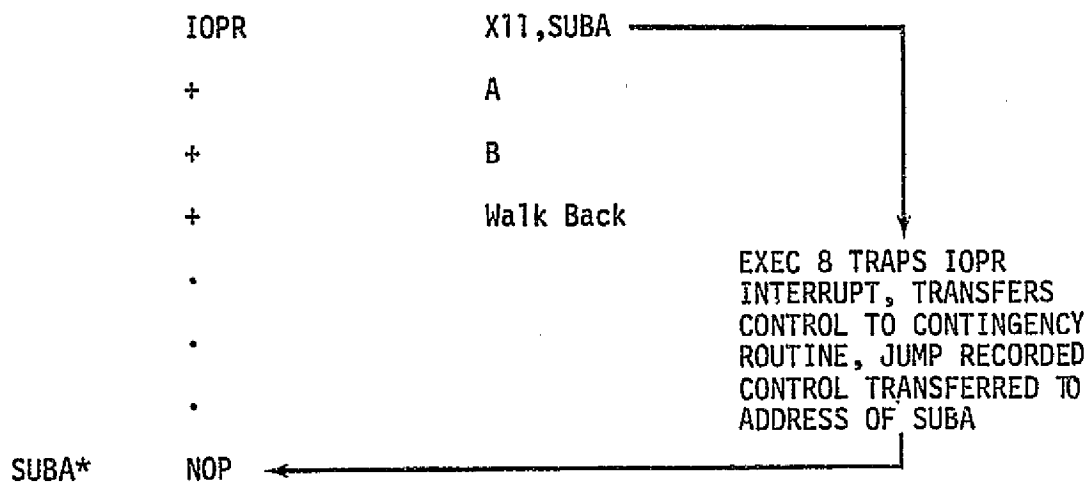 IOPR X11,SUBA
+ A
+ B
+ Walk Back
.
.
.
EXEC 8 TRAPS IOPR
INTERRUPT, TRANSFERS
CONTROL TO CONTINGENCY
ROUTINE, JUMP RECORDED
CONTROL TRANSFERRED TO
ADDRESS OF SUBA
SUBA* NOP